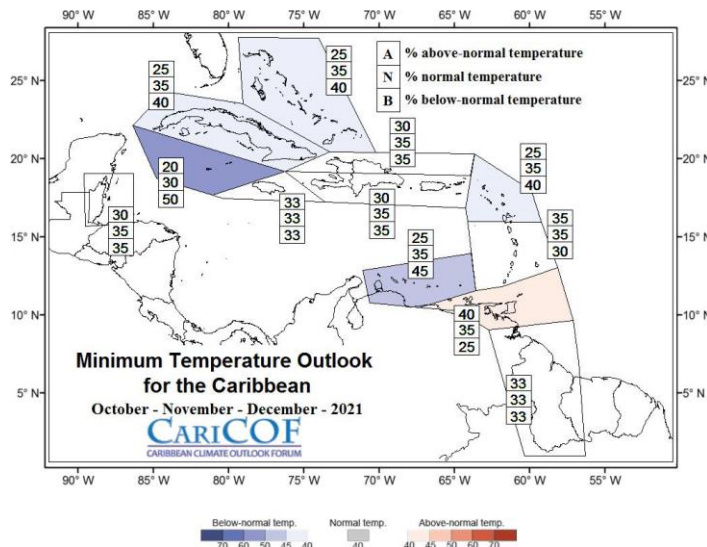 90° W 85° W 80° W 75° W 70° W 65° W 60° W 55° W
A % above-normal temperature
N % normal temperature
B % below-normal temperature
25° N
20° N
15° N
10° N
5° N
25° N
20° N
15° N
10° N
5° N
25
35
40
25
35
40
30
35
35
25
35
40
20
30
50
30
35
35
33
33
33
30
35
35
35
35
30
25
35
45
40
35
25
33
33
33
Minimum Temperature Outlook
for the Caribbean
October - November - December - 2021
CARICOF
CARIBBEAN CLIMATE OUTLOOK FORUM
90° W 85° W 80° W 75° W 70° W 65° W 60° W 55° W
Below-normal temp. Normal temp. Above-normal temp.
70 60 50 45 40 40 40 45 50 60 70